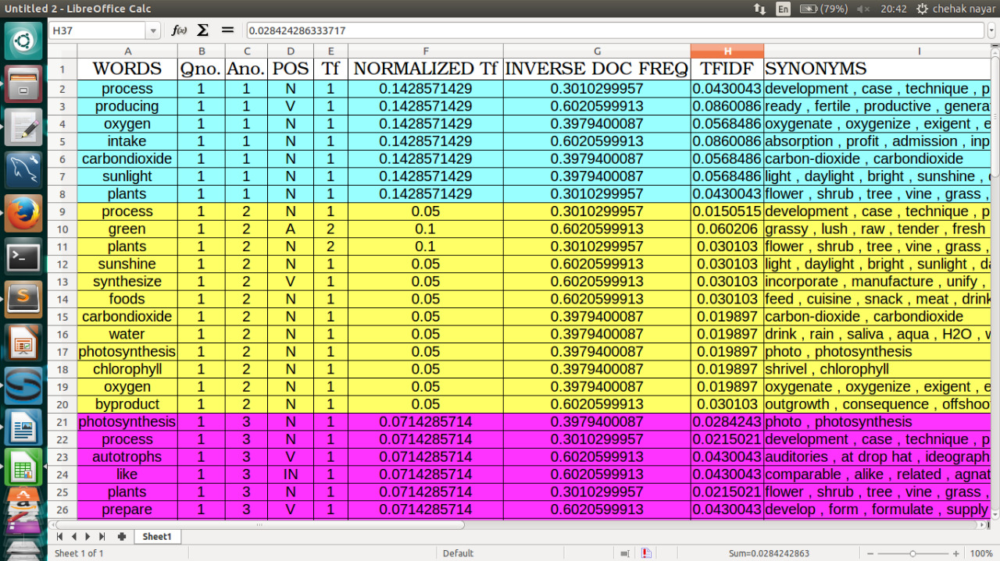 Untitled 2 - LibreOffice Calc En (79%) 20:42 chehak nayar
H37 f(x) Σ = 0.028424286333717
A B C D E F G H I
1 WORDS Qno. Ano. POS Tf NORMALIZED Tf INVERSE DOC FREQ TFIDF SYNONYMS
2 process 1 1 N 1 0.1428571429 0.3010299957 0.0430043 development , case , technique , p
3 producing 1 1 V 1 0.1428571429 0.6020599913 0.0860086 ready , fertile , productive , genera
4 oxygen 1 1 N 1 0.1428571429 0.3979400087 0.0568486 oxygenate , oxygenize , exigent , e
5 intake 1 1 N 1 0.1428571429 0.6020599913 0.0860086 absorption , profit , admission , inp
6 carbondioxide 1 1 N 1 0.1428571429 0.3979400087 0.0568486 carbon-dioxide , carbondioxide
7 sunlight 1 1 N 1 0.1428571429 0.3979400087 0.0568486 light , daylight , bright , sunshine ,
8 plants 1 1 N 1 0.1428571429 0.3010299957 0.0430043 flower , shrub , tree , vine , grass ,
9 process 1 2 N 1 0.05 0.3010299957 0.0150515 development , case , technique , p
10 green 1 2 A 2 0.1 0.6020599913 0.060206 grassy , lush , raw , tender , fresh
11 plants 1 2 N 2 0.1 0.3010299957 0.030103 flower , shrub , tree , vine , grass ,
12 sunshine 1 2 N 1 0.05 0.6020599913 0.030103 light , daylight , bright , sunlight , da
13 synthesize 1 2 V 1 0.05 0.6020599913 0.030103 incorporate , manufacture , unify ,
14 foods 1 2 N 1 0.05 0.6020599913 0.030103 feed , cuisine , snack , meat , drink
15 carbondioxide 1 2 N 1 0.05 0.3979400087 0.019897 carbon-dioxide , carbondioxide
16 water 1 2 N 1 0.05 0.3979400087 0.019897 drink , rain , saliva , aqua , H2O , w
17 photosynthesis 1 2 N 1 0.05 0.3979400087 0.019897 photo , photosynthesis
18 chlorophyll 1 2 N 1 0.05 0.3979400087 0.019897 shrivel , chlorophyll
19 oxygen 1 2 N 1 0.05 0.3979400087 0.019897 oxygenate , oxygenize , exigent , e
20 byproduct 1 2 N 1 0.05 0.6020599913 0.030103 outgrowth , consequence , offshoo
21 photosynthesis 1 3 N 1 0.0714285714 0.3979400087 0.0284243 photo , photosynthesis
22 process 1 3 N 1 0.0714285714 0.3010299957 0.0215021 development , case , technique , p
23 autotrophs 1 3 V 1 0.0714285714 0.6020599913 0.0430043 auditories , at drop hat , ideograph
24 like 1 3 IN 1 0.0714285714 0.6020599913 0.0430043 comparable , alike , related , agnat
25 plants 1 3 N 1 0.0714285714 0.3010299957 0.0215021 flower , shrub , tree , vine , grass ,
26 prepare 1 3 V 1 0.0714285714 0.6020599913 0.0430043 develop , form , formulate , supply
Sheet1
Sheet 1 of 1 Default Sum=0.0284242863 100%